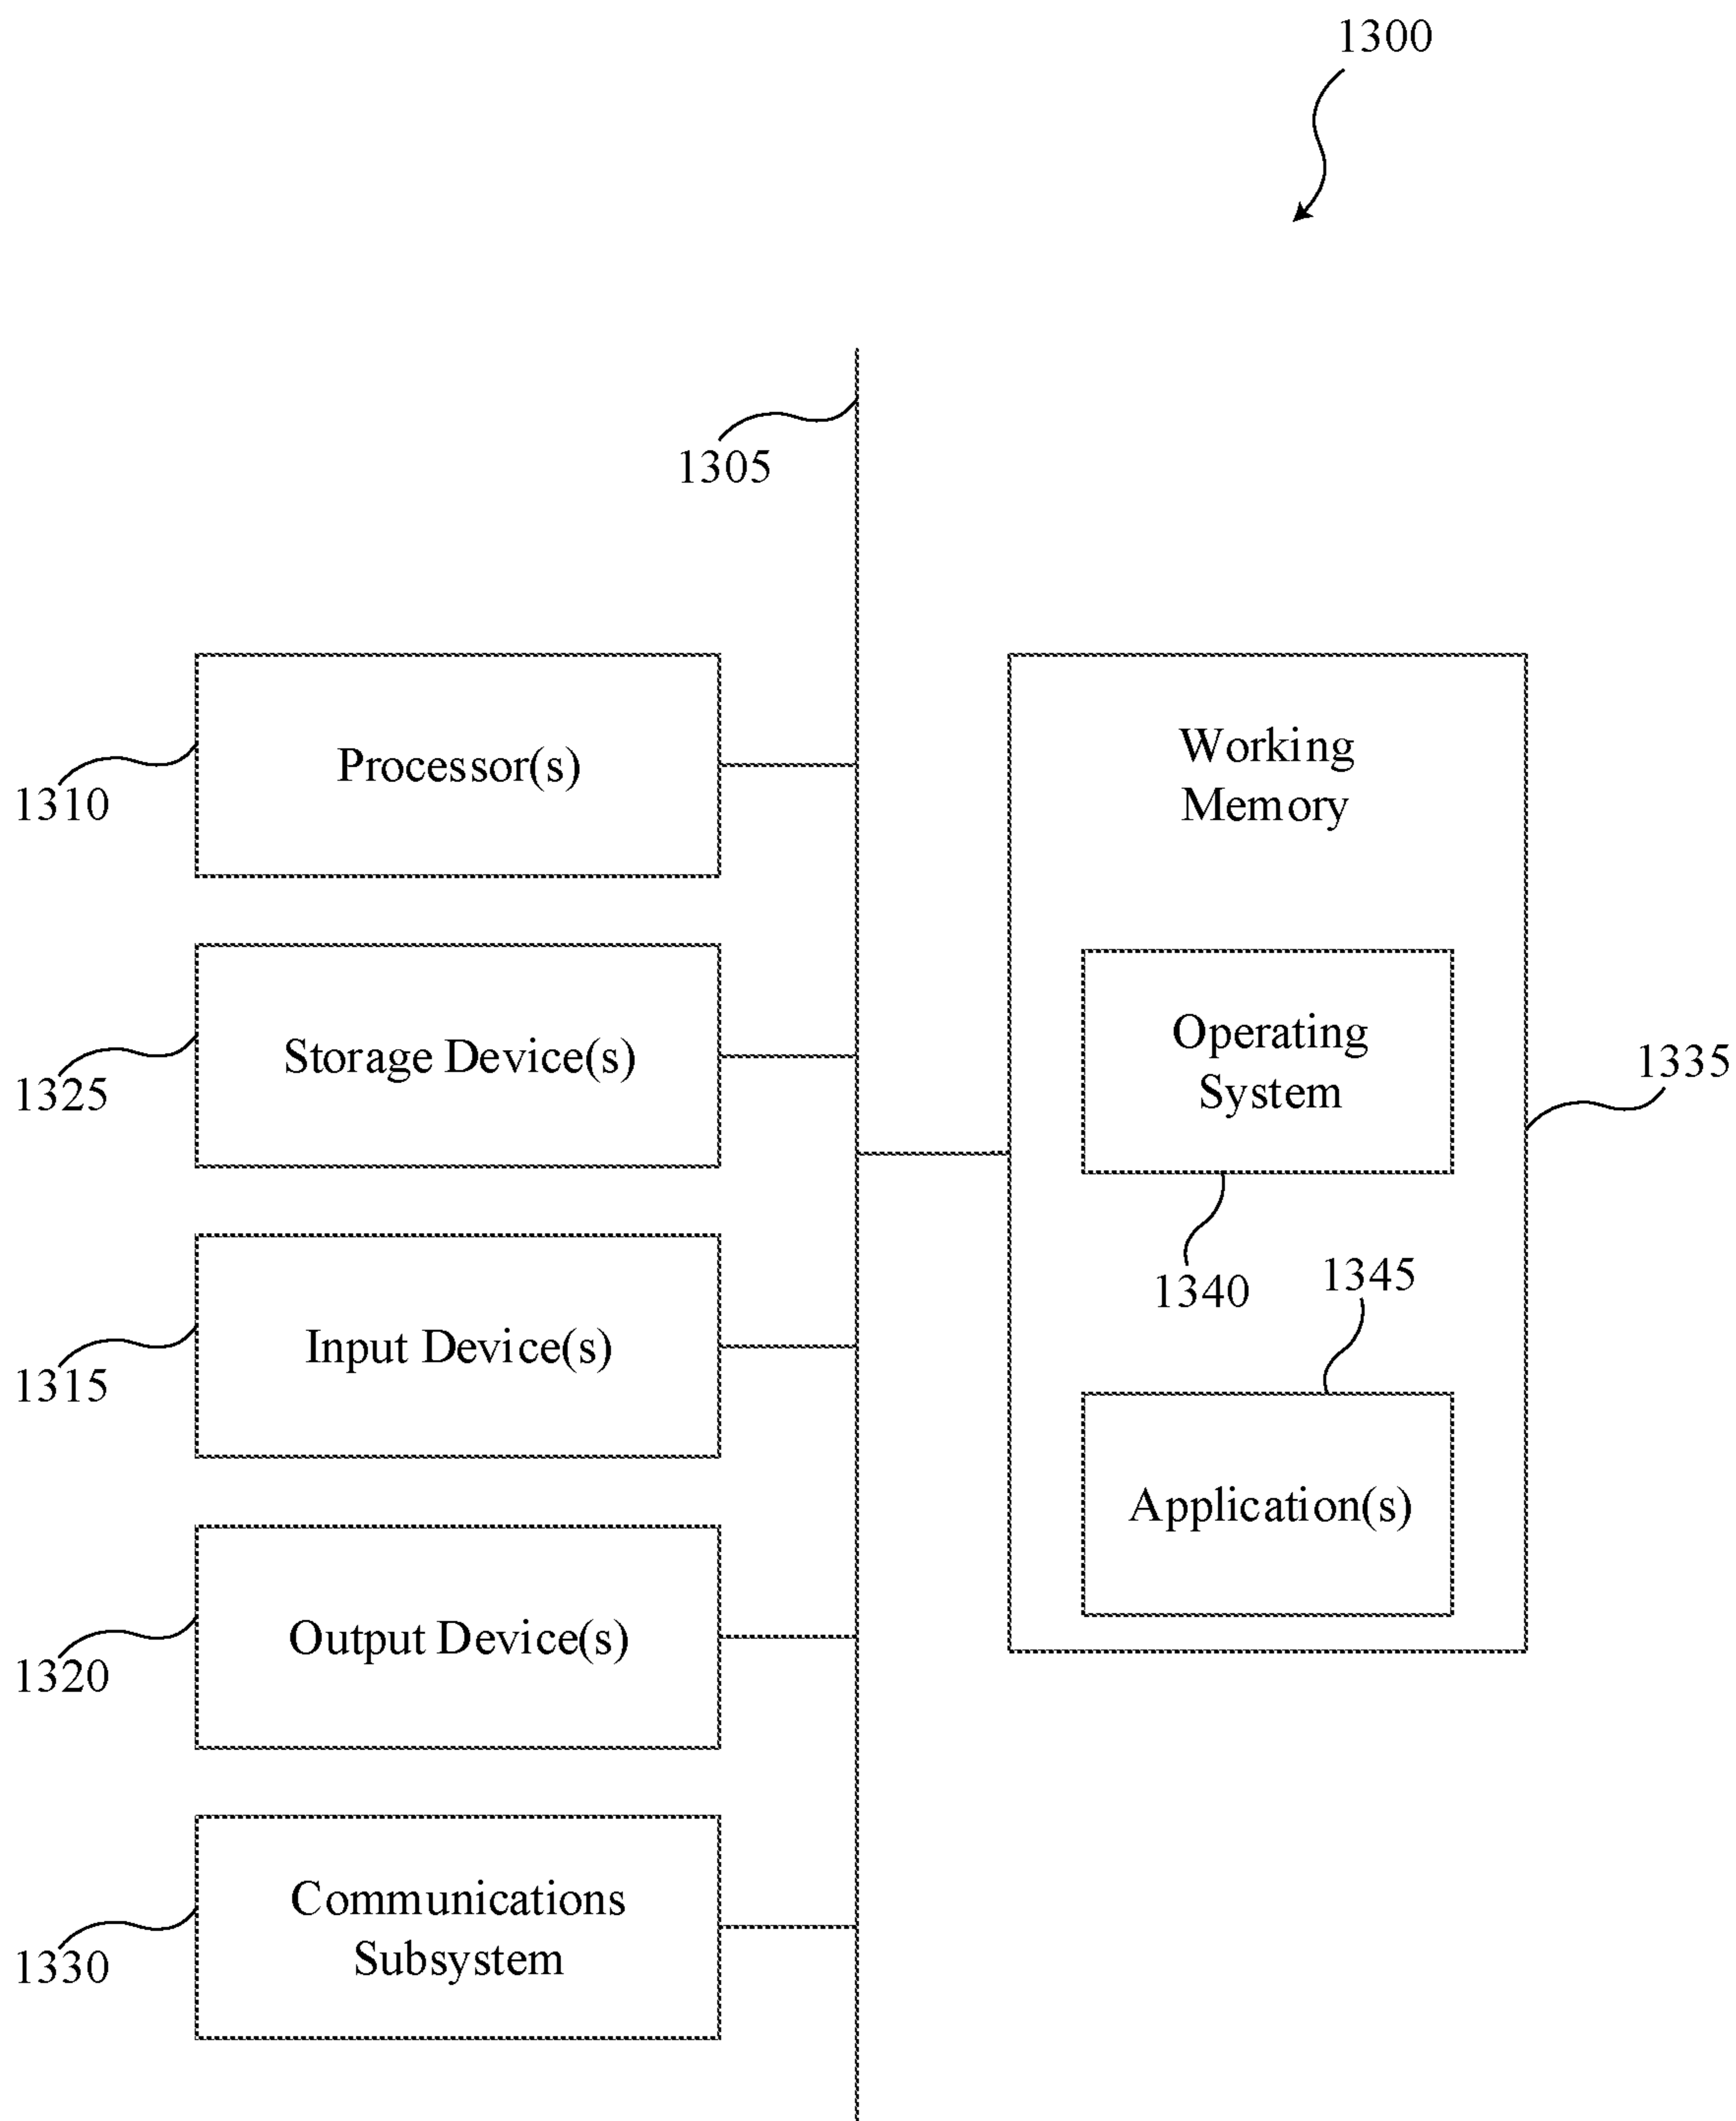 1300
1305
Processor(s)
1310
Storage Device(s)
1325
Input Device(s)
1315
Output Device(s)
1320
Communications
Subsystem
1330
Working
Memory
Operating
System
1335
1340
1345
Application(s)